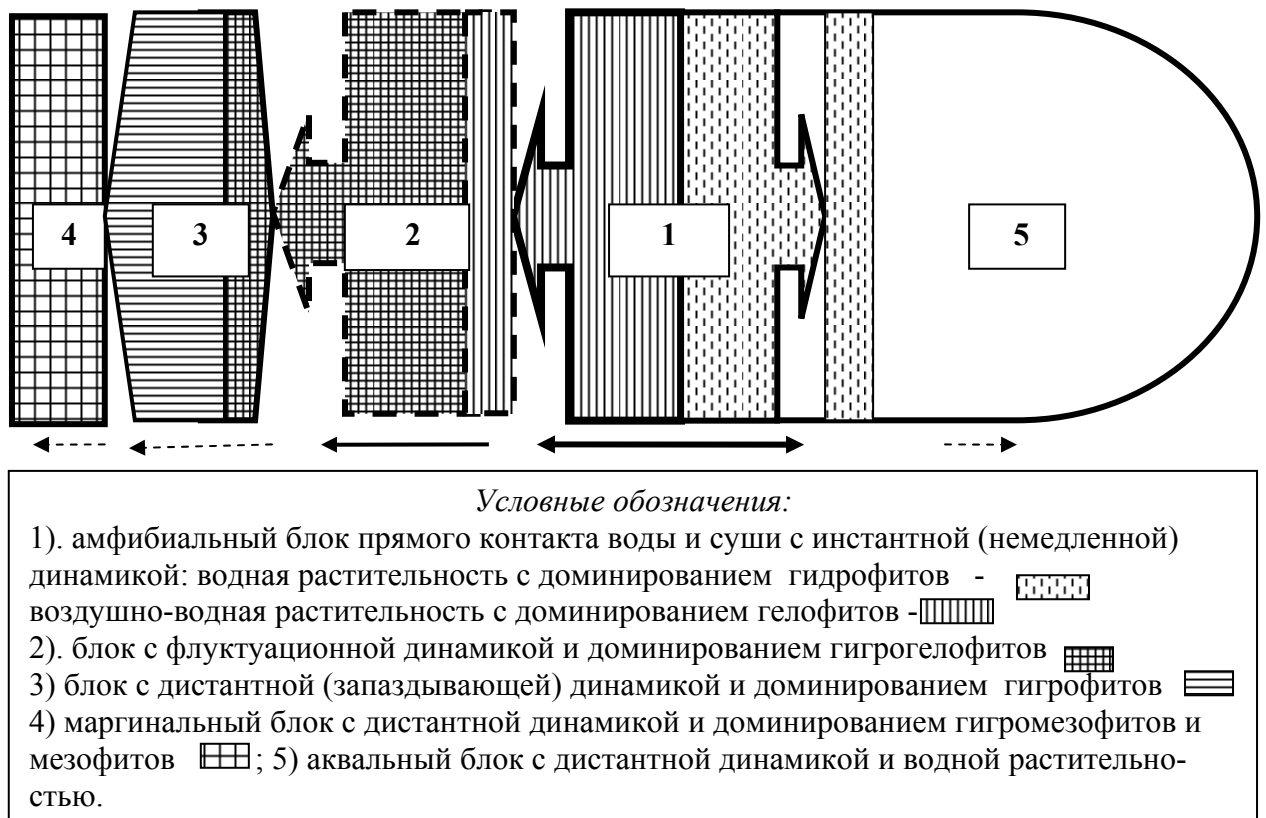 4 3 2 1 5
Условные обозначения:
1). амфибиальный блок прямого контакта воды и суши с инстантной (немедленной)
динамикой: водная растительность с доминированием гидрофитов -
воздушно-водная растительность с доминированием гелофитов -
2). блок с флуктуационной динамикой и доминированием гигрогелофитов
3) блок с дистантной (запаздывающей) динамикой и доминированием гигрофитов
4) маргинальный блок с дистантной динамикой и доминированием гигромезофитов и
мезофитов ; 5) аквальный блок с дистантной динамикой и водной растительно-
стью.